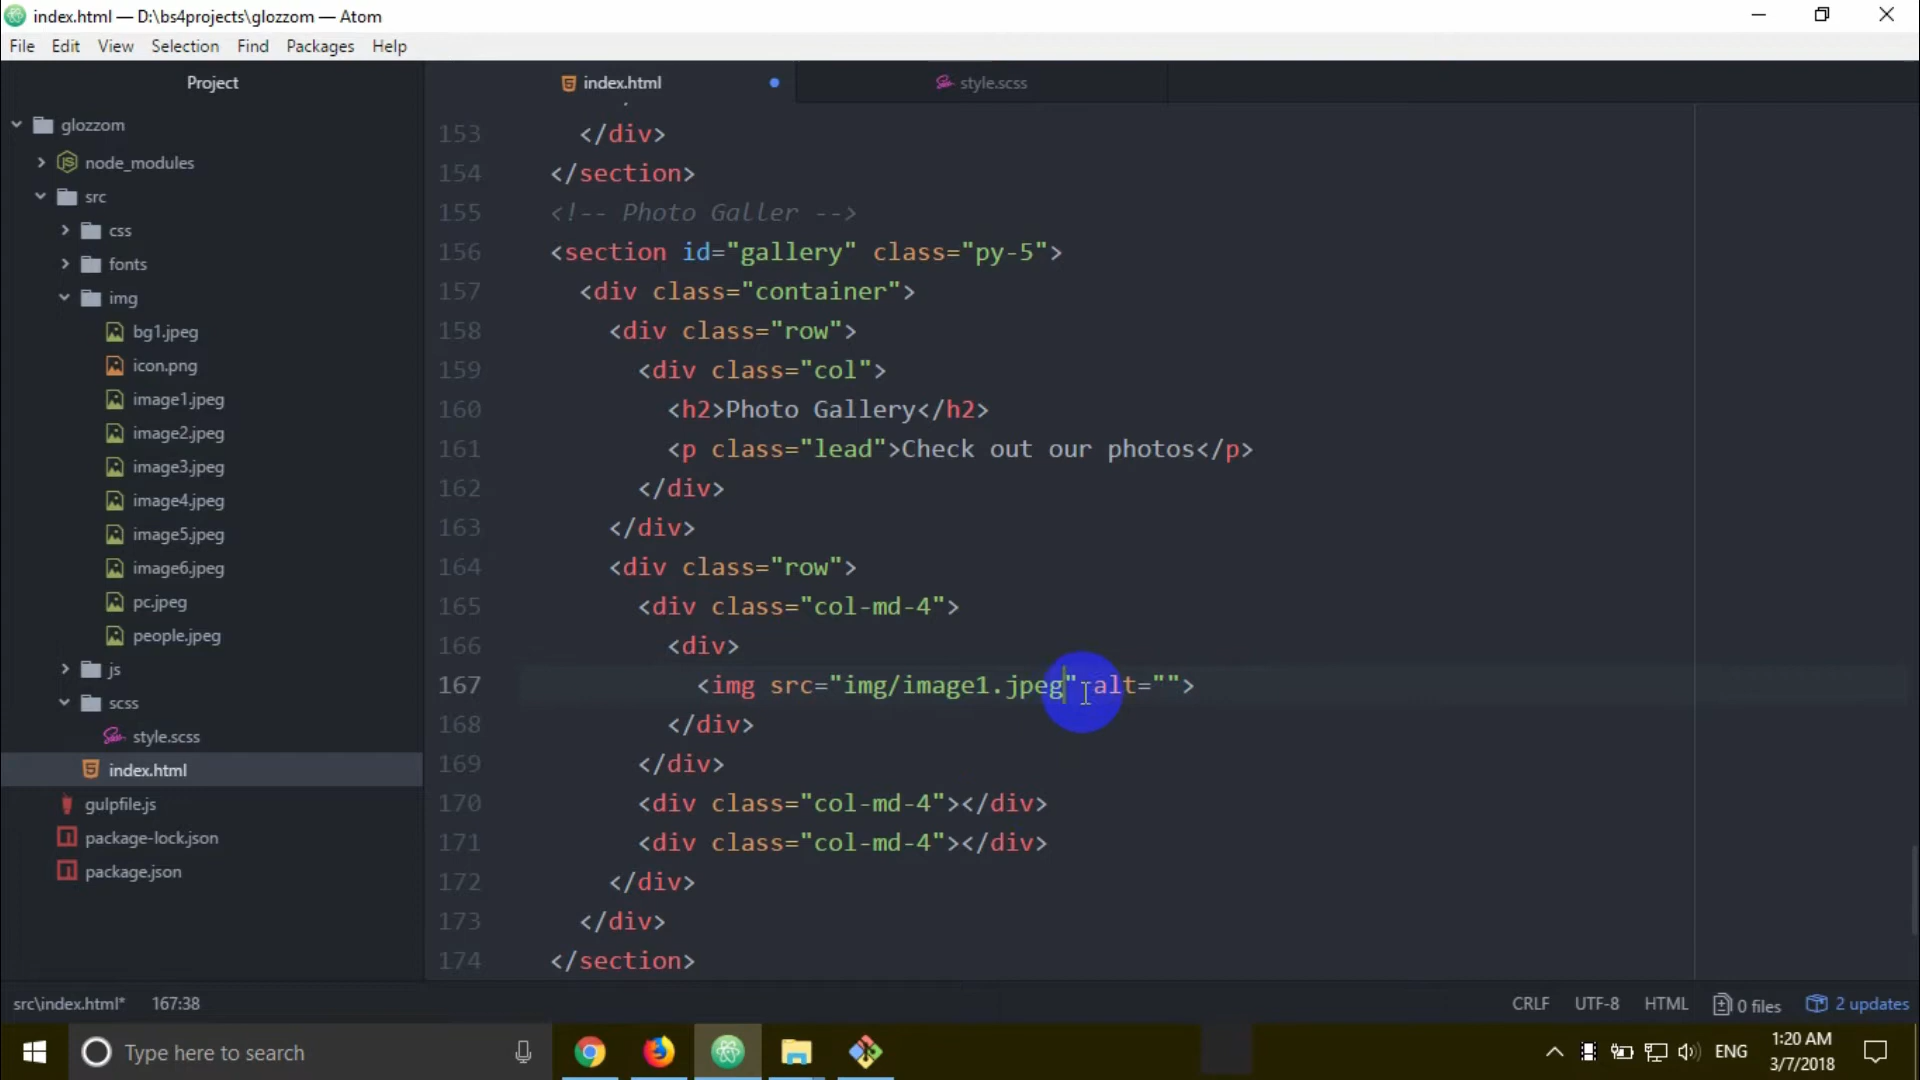 index.html — D:\bs4projects\glozzom — Atom
File Edit View Selection Find Packages Help
Project
glozzom
node_modules
src
css
fonts
img
bg1.jpeg
icon.png
image1.jpeg
image2.jpeg
image3.jpeg
image4.jpeg
image5.jpeg
image6.jpeg
pc.jpeg
people.jpeg
js
scss
style.scss
index.html
gulpfile.js
package-lock.json
package.json
index.html style.scss
153 </div>
154 </section>
155 <!-- Photo Galler -->
156 <section id="gallery" class="py-5">
157 <div class="container">
158 <div class="row">
159 <div class="col">
160 <h2>Photo Gallery</h2>
161 <p class="lead">Check out our photos</p>
162 </div>
163 </div>
164 <div class="row">
165 <div class="col-md-4">
166 <div>
167 <img src="img/image1.jpeg" alt="">
168 </div>
169 </div>
170 <div class="col-md-4"></div>
171 <div class="col-md-4"></div>
172 </div>
173 </div>
174 </section>
src\index.html* 167:38 CRLF UTF-8 HTML 0 files 2 updates
Type here to search ENG 1:20 AM
3/7/2018